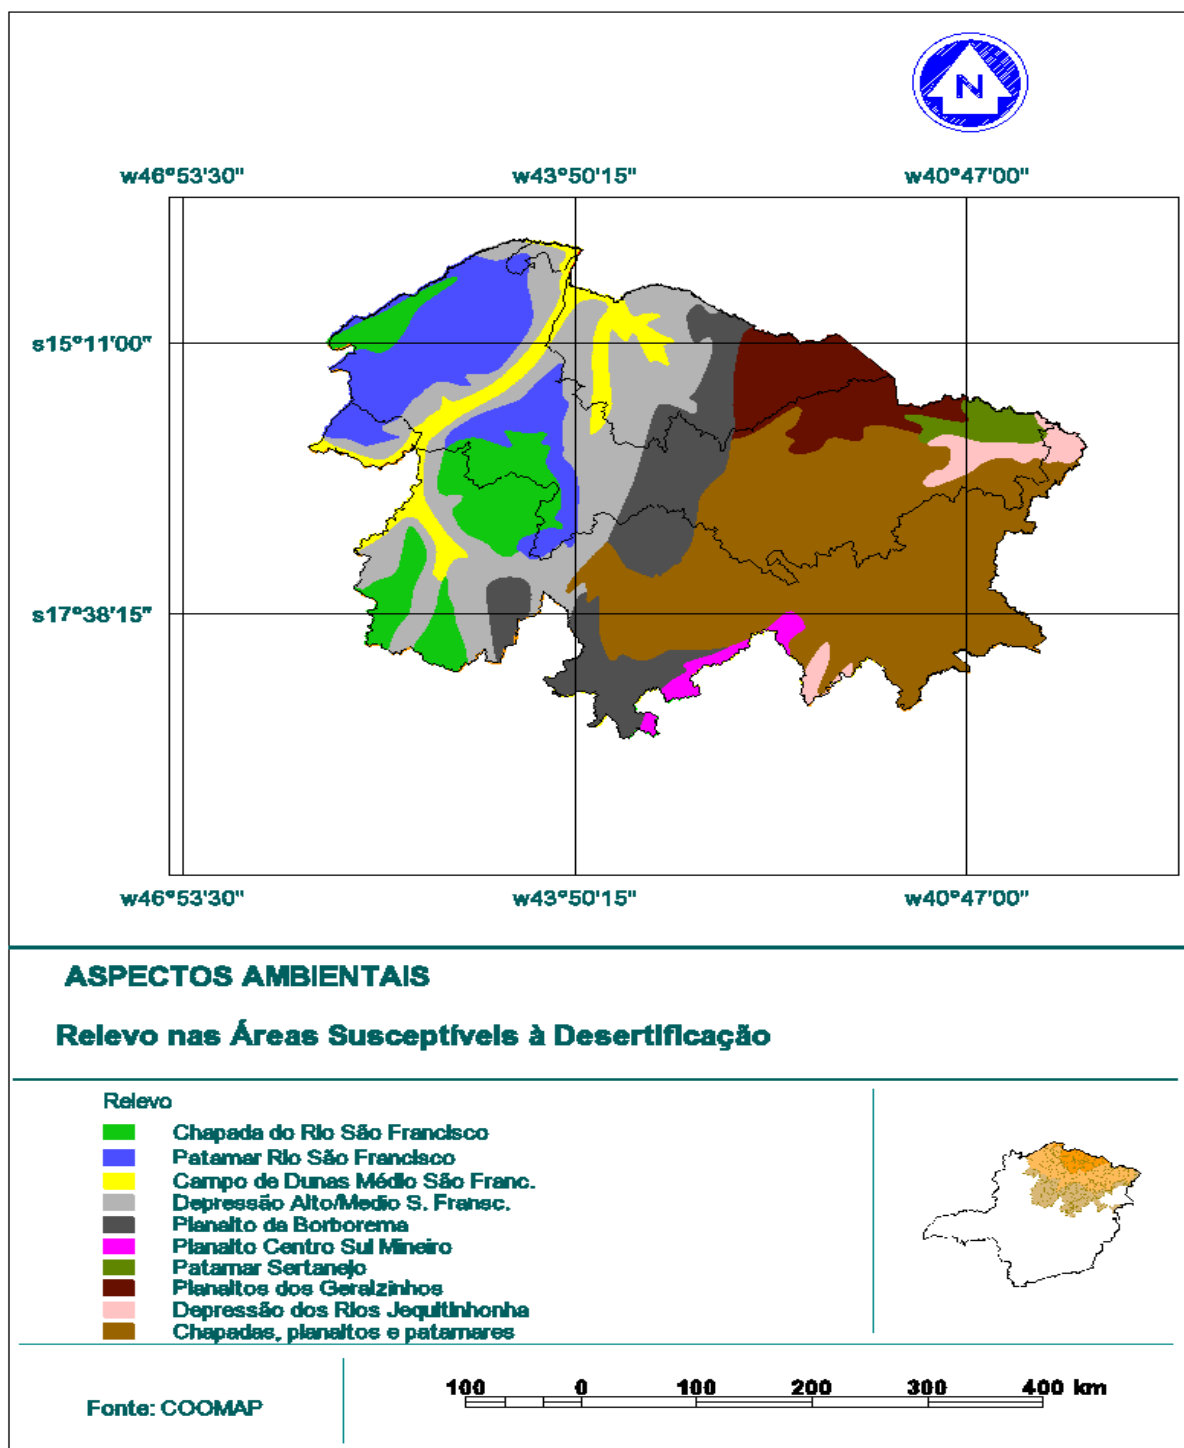 N
w46°53'30" w43°50'15" w40°47'00"
s15°11'00"
s17°38'15"
w46°53'30" w43°50'15" w40°47'00"
ASPECTOS AMBIENTAIS
Relevo nas Áreas Susceptíveis à Desertificação
Relevo
Chapada do Rio São Francisco
Patamar Rio São Francisco
Campo de Dunas Médio São Franc.
Depressão Alto/Medio S. Fransc.
Planalto da Borborema
Planalto Centro Sul Mineiro
Patamar Sertanejo
Planaltos dos Geraizinhos
Depressão dos Rios Jequitinhonha
Chapadas, planaltos e patamares
Fonte: COOMAP
100 0 100 200 300 400 km